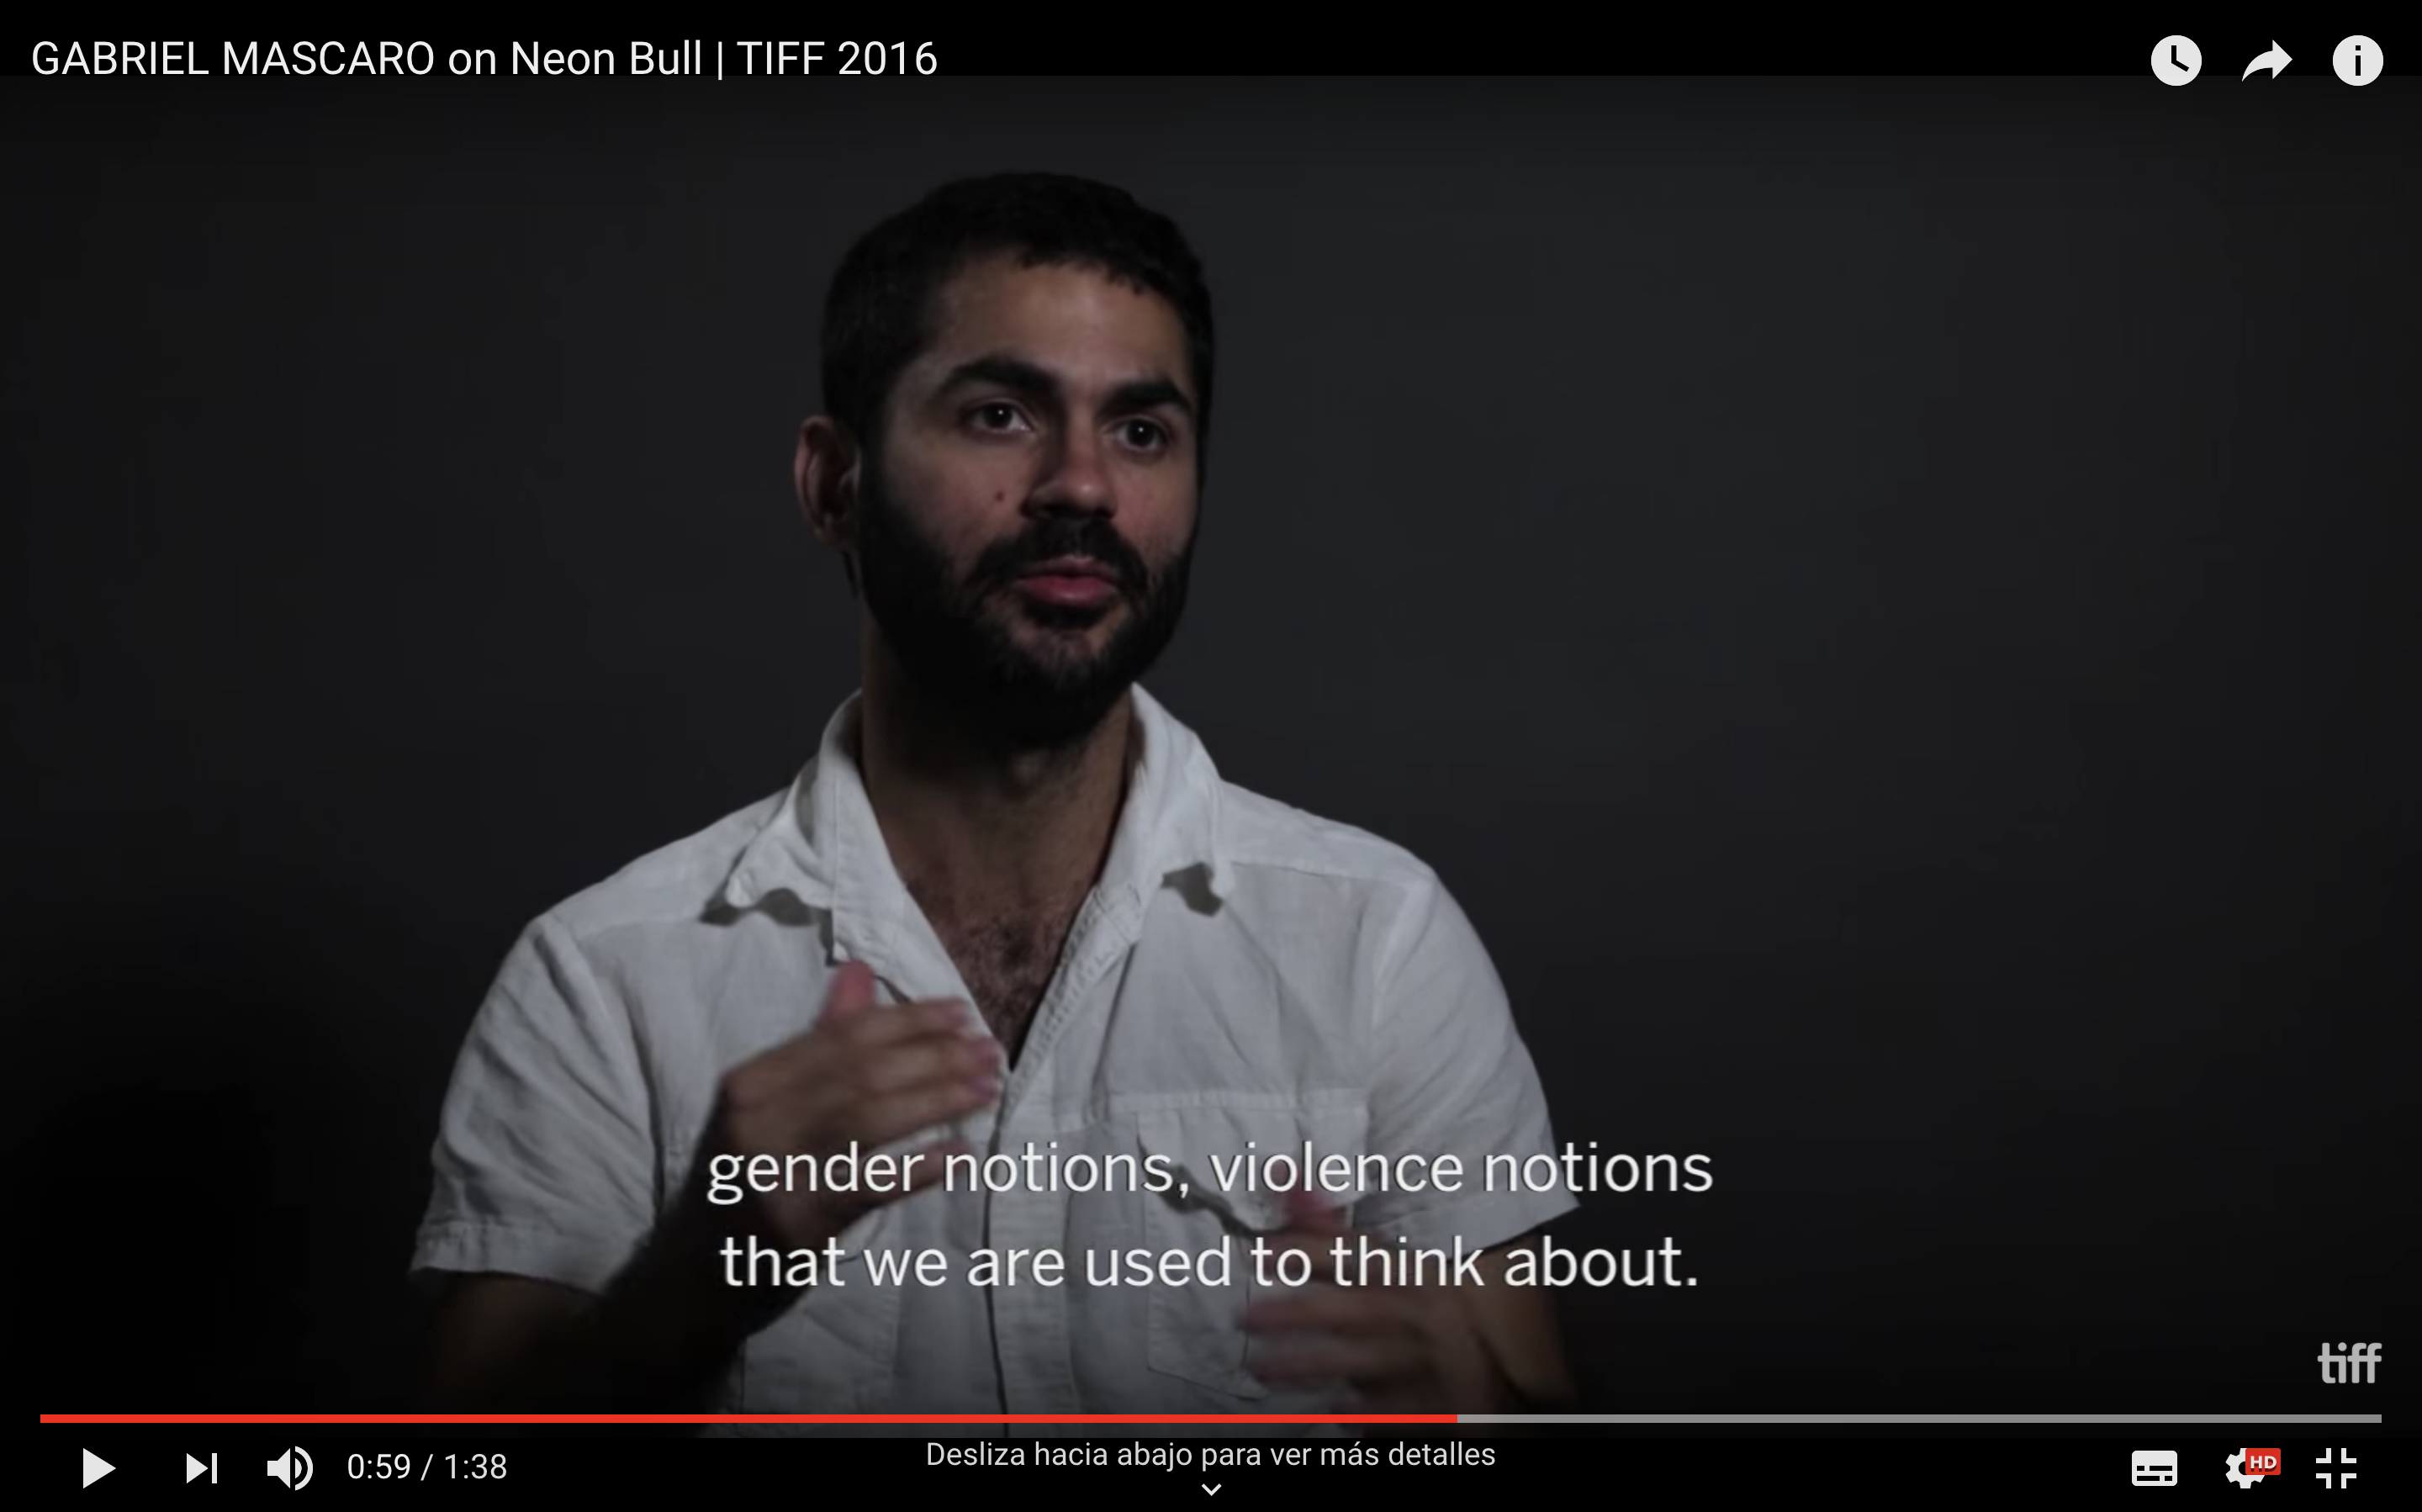 GABRIEL MASCARO on Neon Bull | TIFF 2016
gender notions, violence notions
that we are used to think about.
tiff
0:59 / 1:38
Desliza hacia abajo para ver más detalles
HD